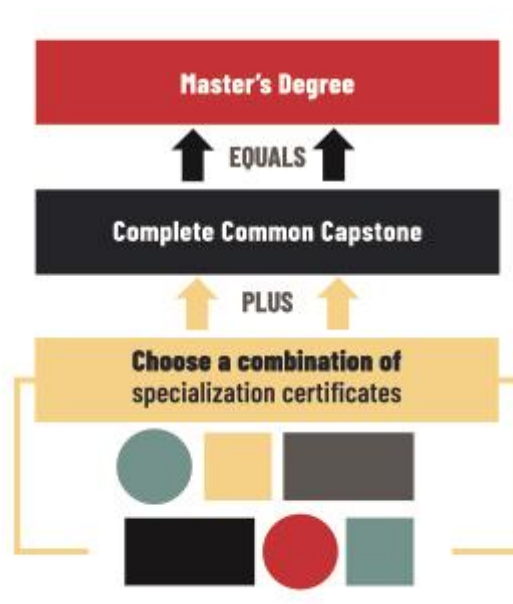 Master's Degree
EQUALS
Complete Common Capstone
PLUS
Choose a combination of
specialization certificates